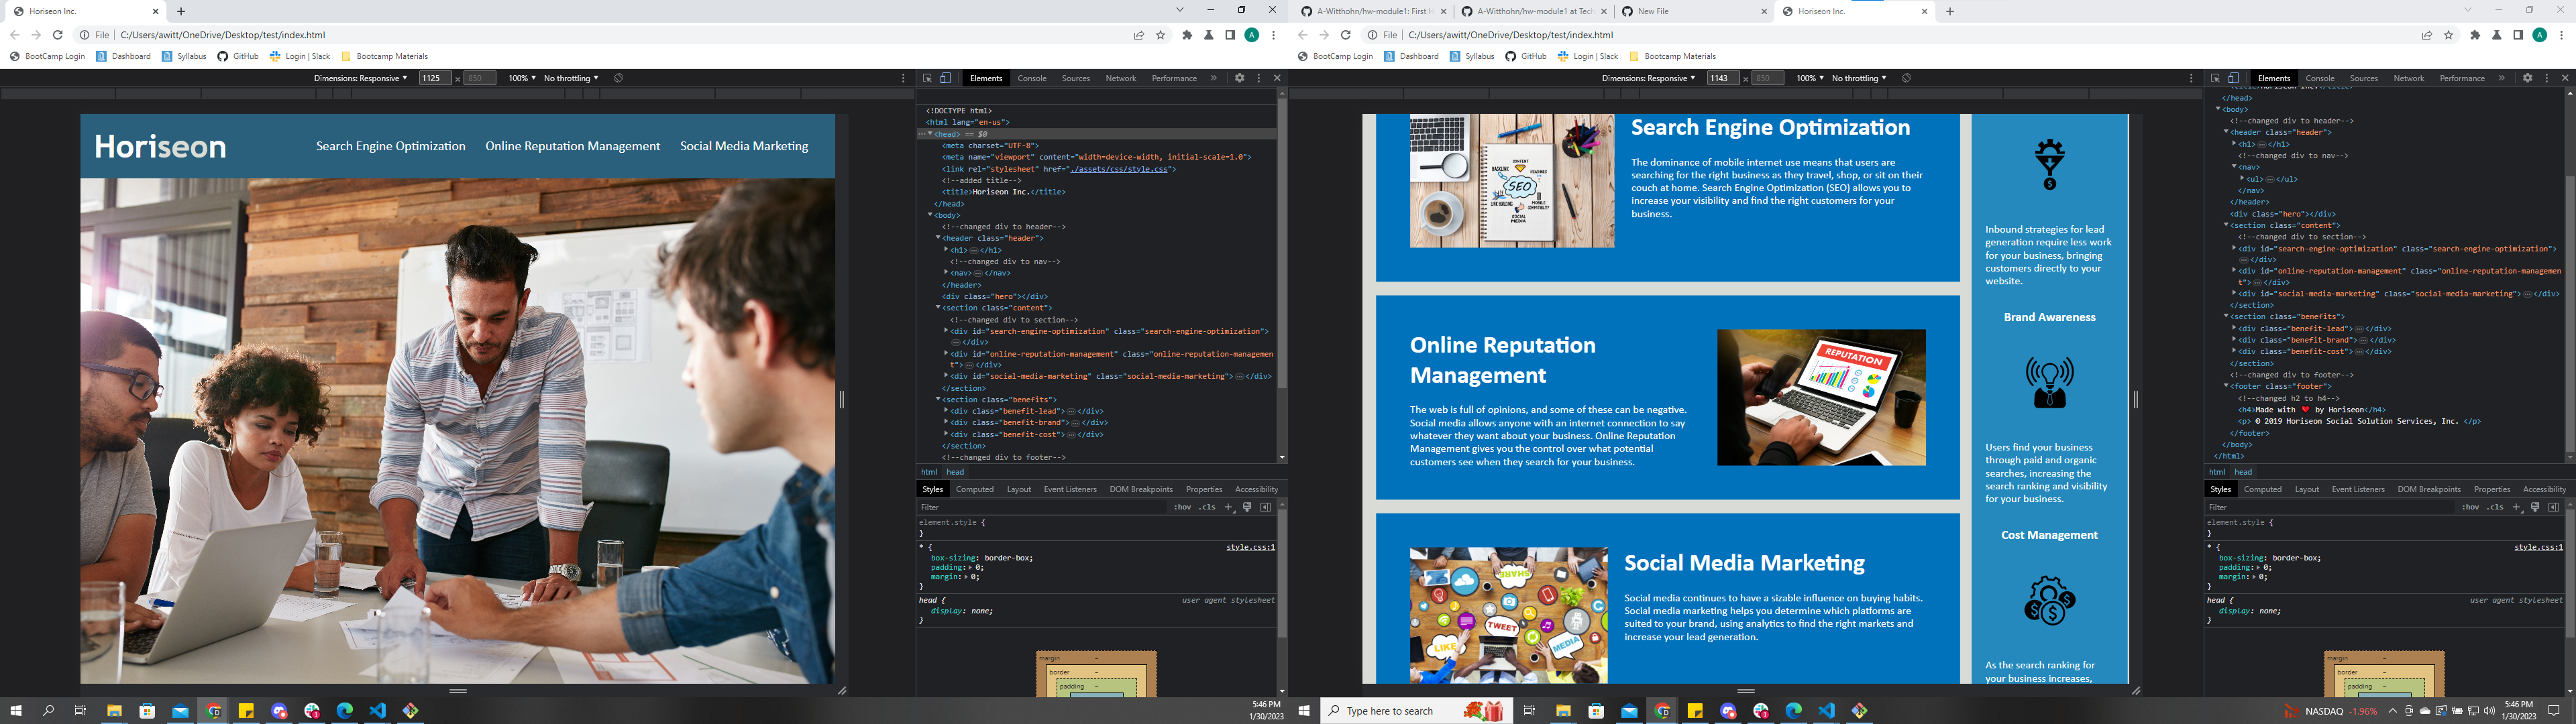 Horiseon Inc.
File C:/Users/awitt/OneDrive/Desktop/test/index.html
BootCamp Login Dashboard Syllabus GitHub Login | Slack Bootcamp Materials
Dimensions: Responsive 1125 × 850 100% No throttling
Elements Console Sources Network Performance »
Horiseon
Search Engine Optimization Online Reputation Management Social Media Marketing
<!DOCTYPE html>
<html lang="en-us">
<head> == $0
<meta charset="UTF-8">
<meta name="viewport" content="width=device-width, initial-scale=1.0">
<link rel="stylesheet" href="./assets/css/style.css">
<!--added title-->
<title>Horiseon Inc.</title>
</head>
<body>
<!--changed div to header-->
<header class="header">
<h1>…</h1>
<!--changed div to nav-->
<nav>…</nav>
</header>
<div class="hero"></div>
<section class="content">
<!--changed div to section-->
<div id="search-engine-optimization" class="search-engine-optimization">
…</div>
<div id="online-reputation-management" class="online-reputation-managemen
t">…</div>
<div id="social-media-marketing" class="social-media-marketing">…</div>
</section>
<section class="benefits">
<div class="benefit-lead">…</div>
<div class="benefit-brand">…</div>
<div class="benefit-cost">…</div>
</section>
<!--changed div to footer-->
html head
Styles Computed Layout Event Listeners DOM Breakpoints Properties Accessibility
Filter :hov .cls +
element.style {
}
* { style.css:1
box-sizing: border-box;
padding: 0;
margin: 0;
}
head { user agent stylesheet
display: none;
}
margin -
border -
padding -
5:46 PM
1/30/2023
A-Witthohn/hw-module1: First H A-Witthohn/hw-module1 at Tech New File Horiseon Inc.
File C:/Users/awitt/OneDrive/Desktop/test/index.html
BootCamp Login Dashboard Syllabus GitHub Login | Slack Bootcamp Materials
Dimensions: Responsive 1143 × 850 100% No throttling
Elements Console Sources Network Performance »
SEO
Search Engine Optimization
The dominance of mobile internet use means that users are
searching for the right business as they travel, shop, or sit on their
couch at home. Search Engine Optimization (SEO) allows you to
increase your visibility and find the right customers for your
business.
Online Reputation
Management
The web is full of opinions, and some of these can be negative.
Social media allows anyone with an internet connection to say
whatever they want about your business. Online Reputation
Management gives you the control over what potential
customers see when they search for your business.
REPUTATION
Social Media Marketing
Social media continues to have a sizable influence on buying habits.
Social media marketing helps you determine which platforms are
suited to your brand, using analytics to find the right markets and
increase your lead generation.
SHARE
TWEET
LIKE
MEDIA
Inbound strategies for lead
generation require less work
for your business, bringing
customers directly to your
website.
Brand Awareness
Users find your business
through paid and organic
searches, increasing the
search ranking and visibility
for your business.
Cost Management
As the search ranking for
your business increases,
</head>
<body>
<!--changed div to header-->
<header class="header">
<h1>…</h1>
<!--changed div to nav-->
<nav>
<ul>…</ul>
</nav>
</header>
<div class="hero"></div>
<section class="content">
<!--changed div to section-->
<div id="search-engine-optimization" class="search-engine-optimization">
…</div>
<div id="online-reputation-management" class="online-reputation-managemen
t">…</div>
<div id="social-media-marketing" class="social-media-marketing">…</div>
</section>
<section class="benefits">
<div class="benefit-lead">…</div>
<div class="benefit-brand">…</div>
<div class="benefit-cost">…</div>
</section>
<!--changed div to footer-->
<footer class="footer">
<!--changed h2 to h4-->
<h4>Made with ❤️ by Horiseon</h4>
<p> © 2019 Horiseon Social Solution Services, Inc. </p>
</footer>
</body>
</html>
html head
Styles Computed Layout Event Listeners DOM Breakpoints Properties Accessibility
Filter :hov .cls +
element.style {
}
* { style.css:1
box-sizing: border-box;
padding: 0;
margin: 0;
}
head { user agent stylesheet
display: none;
}
margin -
border -
padding -
Type here to search
NASDAQ -1.96%
5:46 PM
1/30/2023